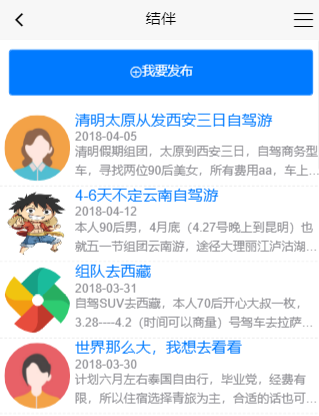 结伴
我要发布
清明太原从发西安三日自驾游
2018-04-05
清明假期组团，太原到西安三日，自驾商务型
车，寻找两位90后美女，所有费用aa，车上...
4-6天不定云南自驾游
2018-04-12
本人90后男，4月底（4.27号晚上到昆明）也
就五一节组团云南游，途径大理丽江泸沽湖...
组队去西藏
2018-03-31
自驾SUV去西藏，本人70后开心大叔一枚，
3.28----4.2（时间可以商量）号驾车去拉萨...
世界那么大，我想去看看
2018-03-30
计划六月左右泰国自由行，毕业党，经费有
限，所以住宿选择青旅为主，合适的话也可...